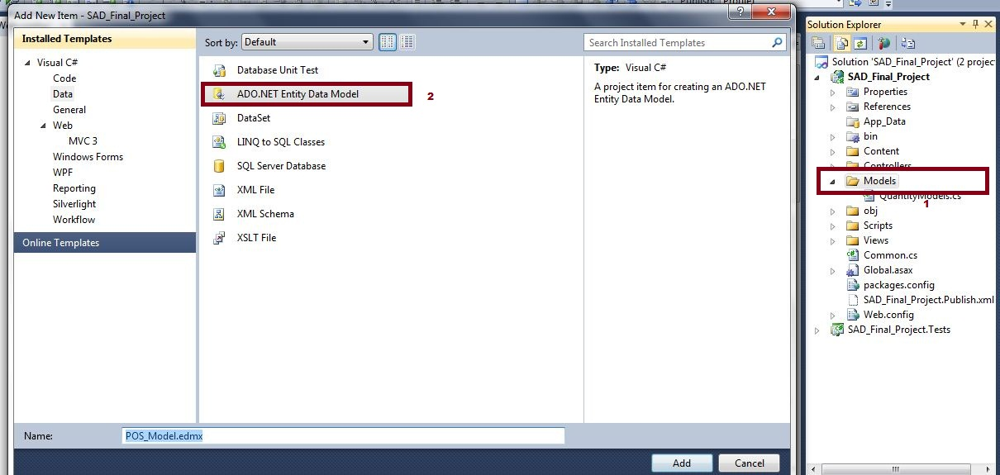 Publish:
Profile
Add New Item - SAD_Final_Project
Installed Templates
Visual C#
Code
Data
General
Web
MVC 3
Windows Forms
WPF
Reporting
Silverlight
Workflow
Online Templates
Sort by: Default
Database Unit Test
ADO.NET Entity Data Model
2
DataSet
LINQ to SQL Classes
SQL Server Database
XML File
XML Schema
XSLT File
Search Installed Templates
Type: Visual C#
A project item for creating an ADO.NET
Entity Data Model.
Name: POS_Model.edmx
Add
Cancel
Solution Explorer
Solution 'SAD_Final_Project' (2 projec
SAD_Final_Project
Properties
References
App_Data
bin
Content
Controllers
Models
QuantityModels.cs
1
obj
Scripts
Views
Common.cs
Global.asax
packages.config
SAD_Final_Project.Publish.xml
Web.config
SAD_Final_Project.Tests